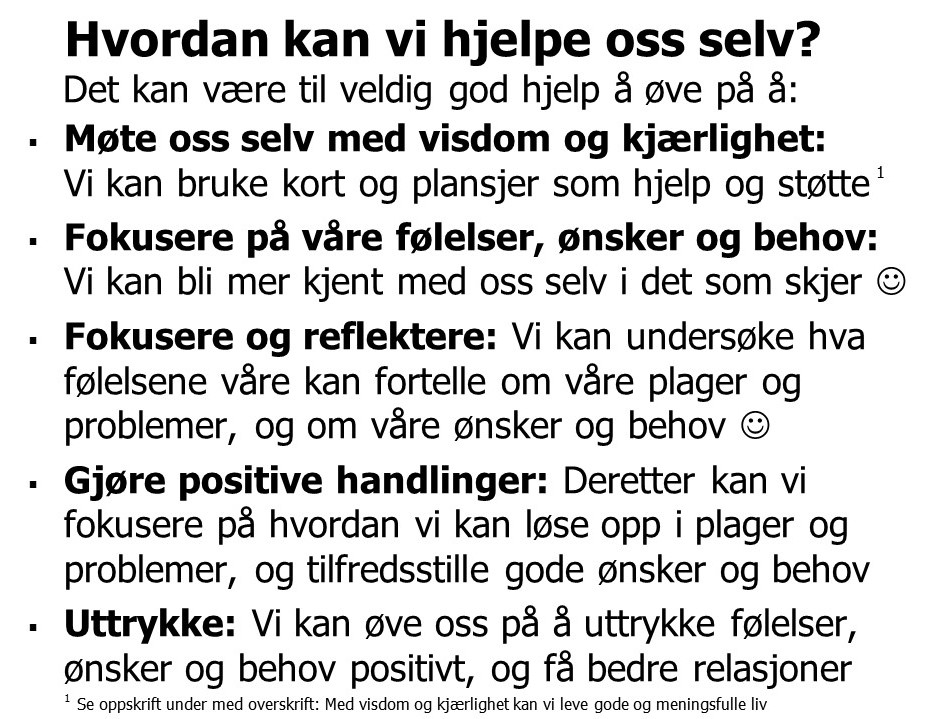 Hvordan kan vi hjelpe oss selv?
Det kan være til veldig god hjelp å øve på å:
▪ Møte oss selv med visdom og kjærlighet:
Vi kan bruke kort og plansjer som hjelp og støtte ¹
▪ Fokusere på våre følelser, ønsker og behov:
Vi kan bli mer kjent med oss selv i det som skjer ☺
▪ Fokusere og reflektere: Vi kan undersøke hva
følelsene våre kan fortelle om våre plager og
problemer, og om våre ønsker og behov ☺
▪ Gjøre positive handlinger: Deretter kan vi
fokusere på hvordan vi kan løse opp i plager og
problemer, og tilfredsstille gode ønsker og behov
▪ Uttrykke: Vi kan øve oss på å uttrykke følelser,
ønsker og behov positivt, og få bedre relasjoner
¹ Se oppskrift under med overskrift: Med visdom og kjærlighet kan vi leve gode og meningsfulle liv